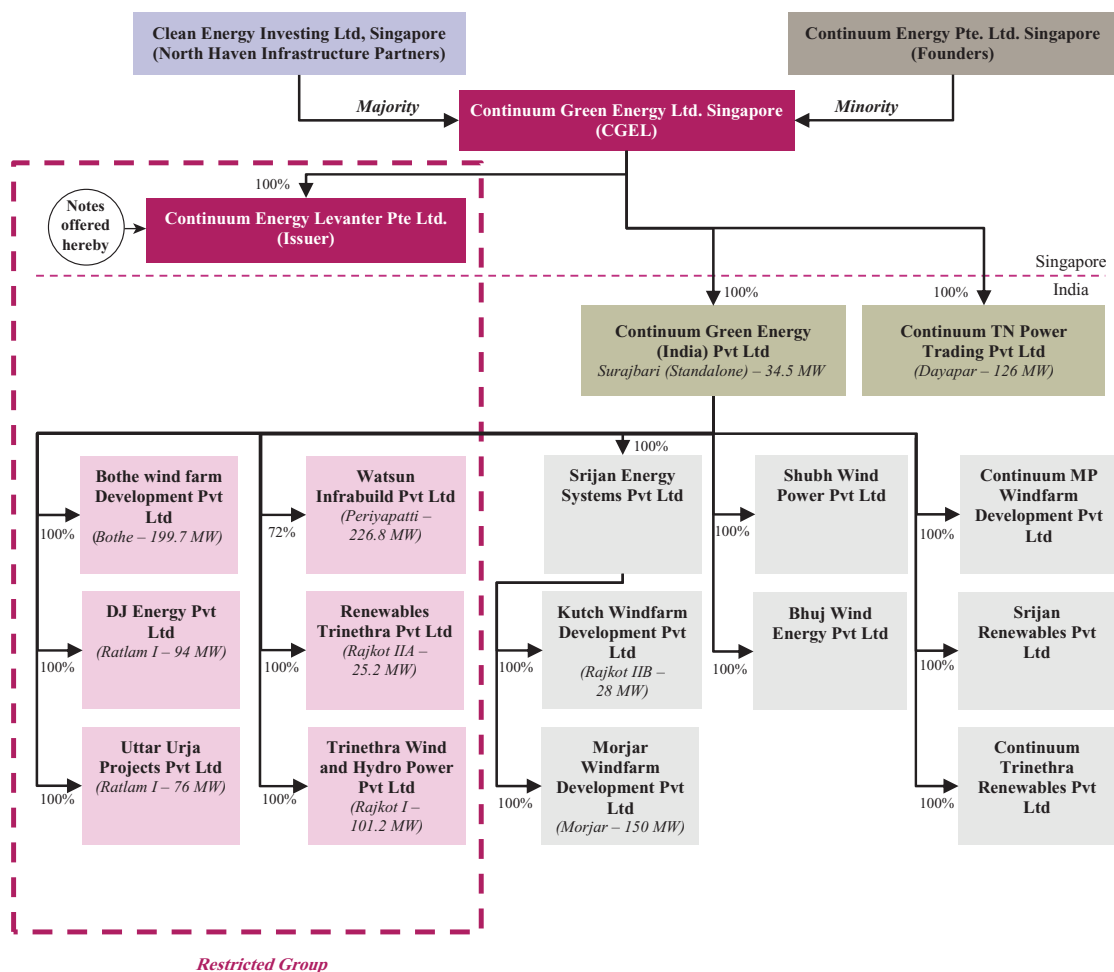 Clean Energy Investing Ltd, Singapore
(North Haven Infrastructure Partners)
Continuum Energy Pte. Ltd. Singapore
(Founders)
Majority
Continuum Green Energy Ltd. Singapore
(CGEL)
Minority
100%
Notes
offered
hereby
Continuum Energy Levanter Pte Ltd.
(Issuer)
Singapore
India
100%
100%
Continuum Green Energy
(India) Pvt Ltd
Surajbari (Standalone) – 34.5 MW
Continuum TN Power
Trading Pvt Ltd
(Dayapar – 126 MW)
100%
Bothe wind farm
Development Pvt
Ltd
(Bothe – 199.7 MW)
100%
Watsun
Infrabuild Pvt Ltd
(Periyapatti –
226.8 MW)
72%
Srijan Energy
Systems Pvt Ltd
Shubh Wind
Power Pvt Ltd
100%
Continuum MP
Windfarm
Development Pvt
Ltd
100%
DJ Energy Pvt
Ltd
(Ratlam I – 94 MW)
100%
Renewables
Trinethra Pvt Ltd
(Rajkot IIA –
25.2 MW)
100%
Kutch Windfarm
Development Pvt
Ltd
(Rajkot IIB –
28 MW)
100%
Bhuj Wind
Energy Pvt Ltd
100%
Srijan
Renewables Pvt
Ltd
100%
Uttar Urja
Projects Pvt Ltd
(Ratlam I – 76 MW)
100%
Trinethra Wind
and Hydro Power
Pvt Ltd
(Rajkot I –
101.2 MW)
100%
Morjar
Windfarm
Development Pvt
Ltd
(Morjar – 150 MW)
100%
Continuum
Trinethra
Renewables Pvt
Ltd
100%
Restricted Group